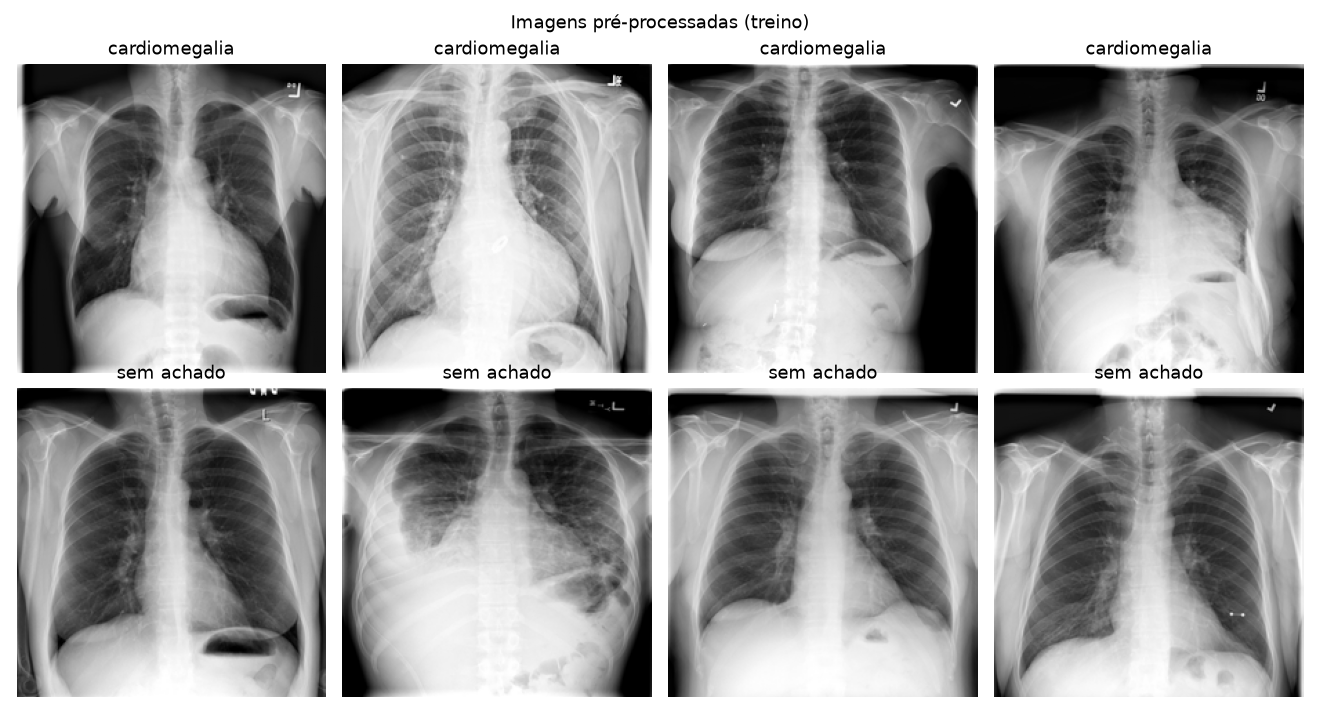 Imagens pré-processadas (treino)
cardiomegalia cardiomegalia cardiomegalia cardiomegalia
L
L
L
sem achado sem achado sem achado sem achado
L
L